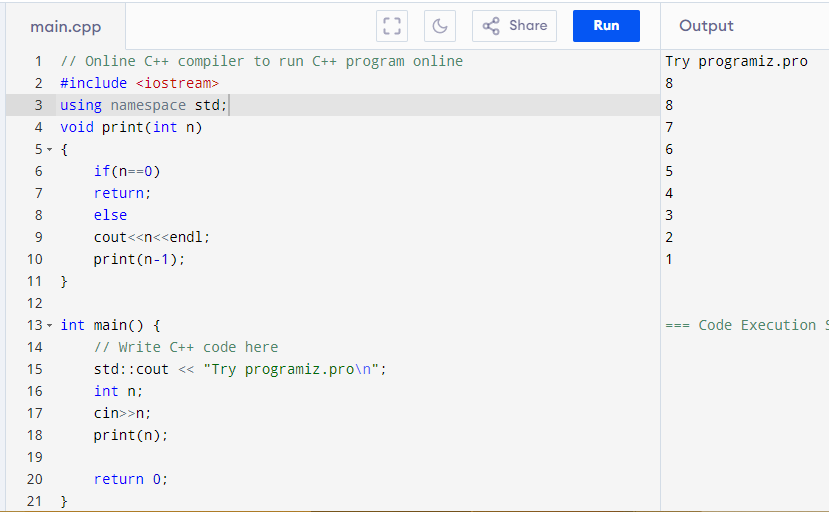 main.cpp Share Run Output
1 // Online C++ compiler to run C++ program online
2 #include <iostream>
3 using namespace std;
4 void print(int n)
5 {
6     if(n==0)
7     return;
8     else
9     cout<<n<<endl;
10     print(n-1);
11 }
12
13 int main() {
14     // Write C++ code here
15     std::cout << "Try programiz.pro\n";
16     int n;
17     cin>>n;
18     print(n);
19
20     return 0;
21 }
Try programiz.pro
8
8
7
6
5
4
3
2
1
=== Code Execution S